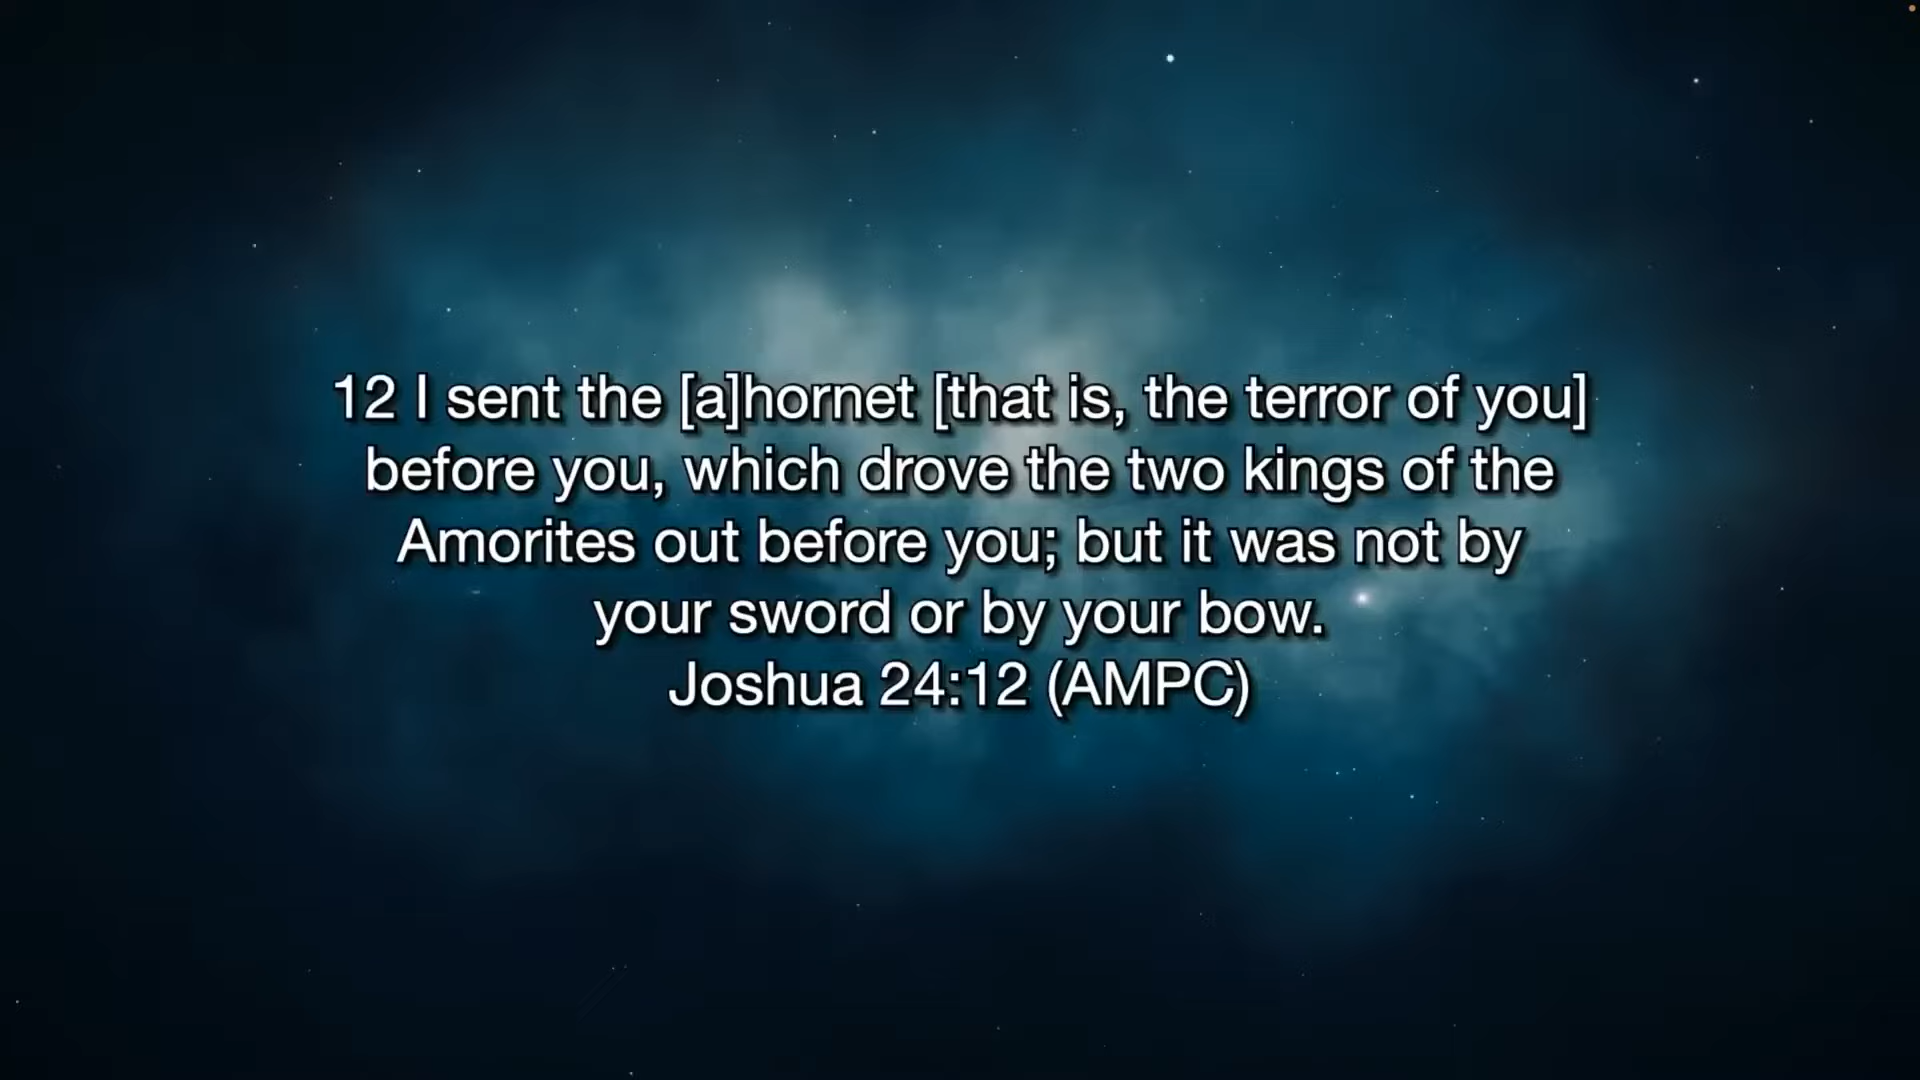 12 I sent the [a]hornet [that is, the terror of you]
before you, which drove the two kings of the
Amorites out before you; but it was not by
your sword or by your bow.
Joshua 24:12 (AMPC)